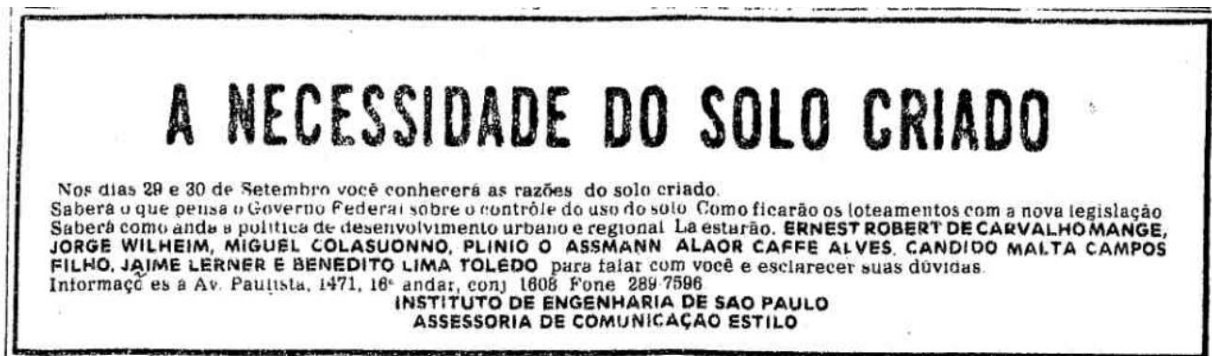 A NECESSIDADE DO SOLO CRIADO
Nos dias 29 e 30 de Setembro você conhecerá as razões do solo criado.
Saberá o que pensa o Governo Federal sobre o contrôle do uso do solo Como ficarão os loteamentos com a nova legislação
Saberá como anda a política de desenvolvimento urbano e regional La estarão. ERNEST ROBERT DE CARVALHO MANGE,
JORGE WILHEIM, MIGUEL COLASUONNO, PLINIO O ASSMANN ALAOR CAFFE ALVES. CANDIDO MALTA CAMPOS
FILHO, JAIME LERNER E BENEDITO LIMA TOLEDO para falar com você e esclarecer suas dúvidas.
Informaçõ es a Av. Paulista, 1471, 16º andar, conj 1608 Fone 289-7596
INSTITUTO DE ENGENHARIA DE SAO PAULO
ASSESSORIA DE COMUNICAÇAO ESTILO